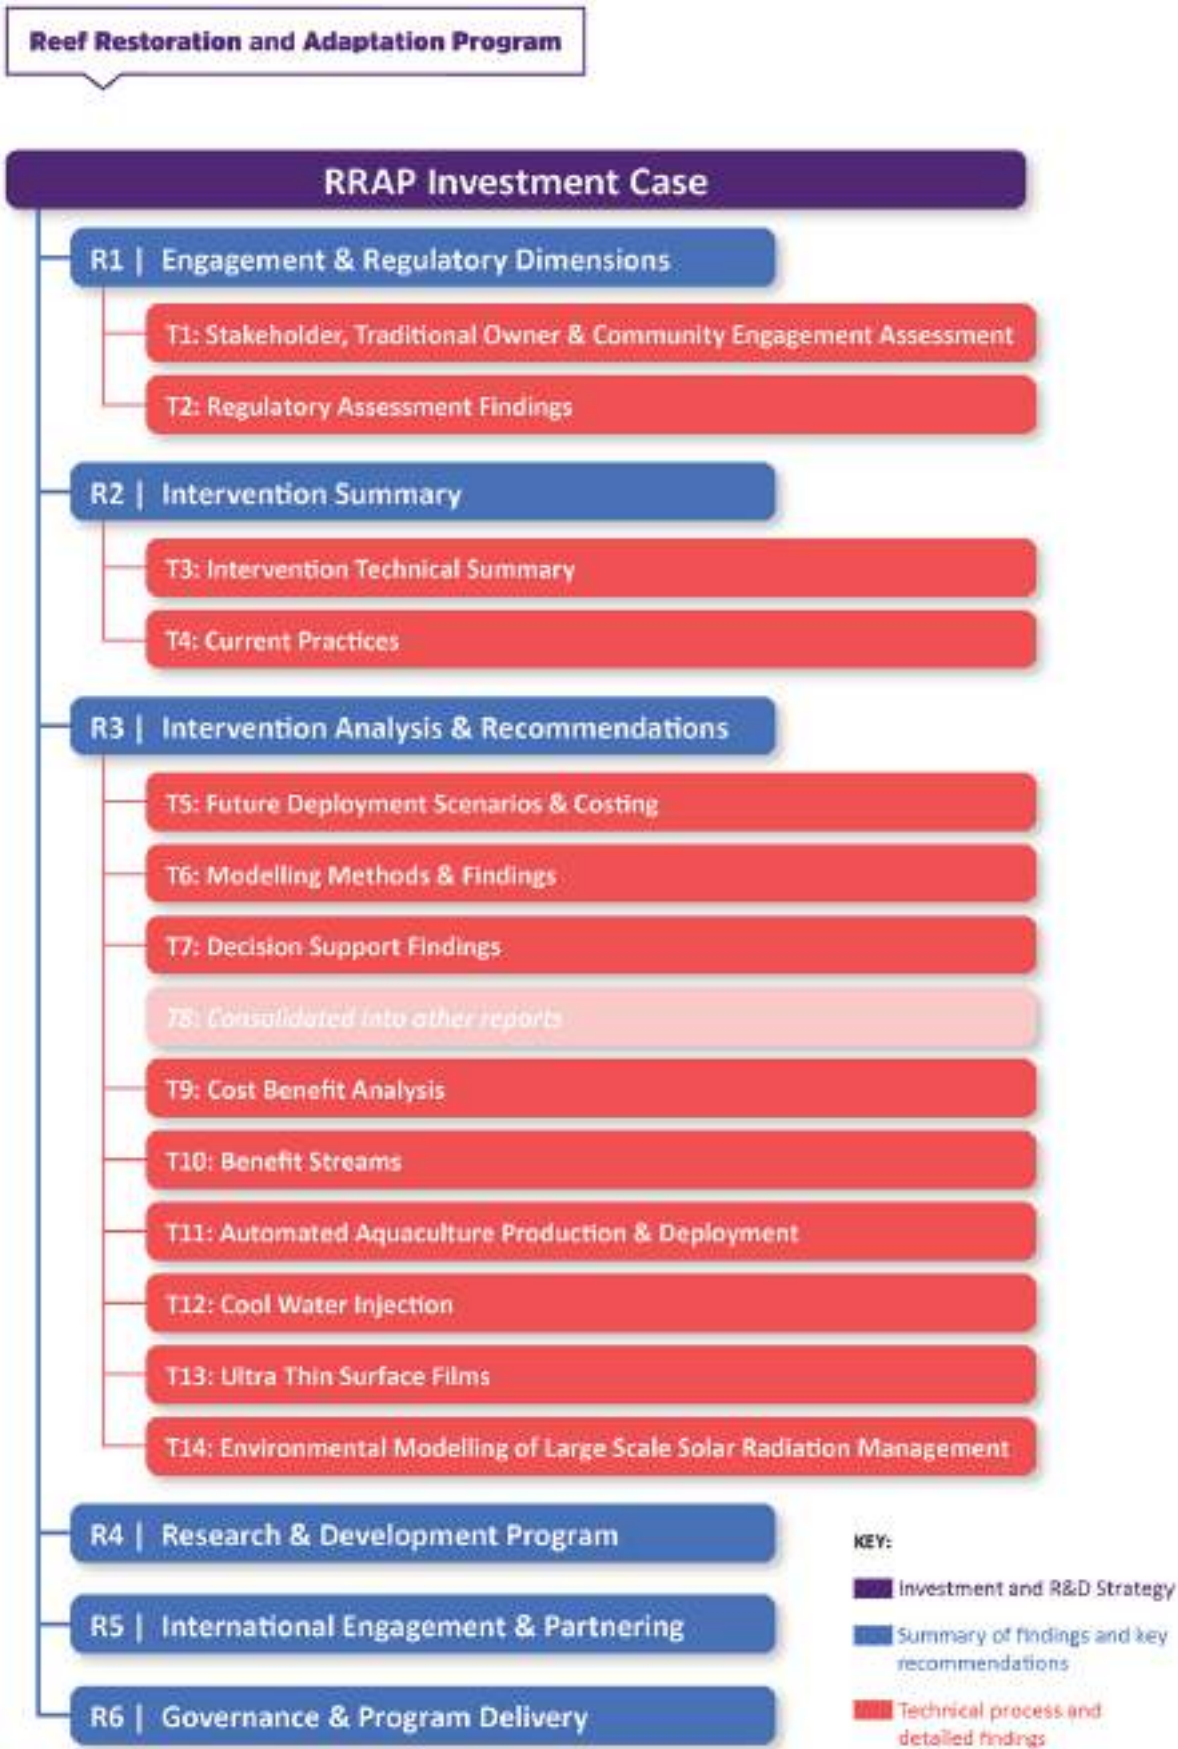 Reef Restoration and Adaptation Program
RRAP Investment Case
R1 | Engagement & Regulatory Dimensions
T1: Stakeholder, Traditional Owner & Community Engagement Assessment
T2: Regulatory Assessment Findings
R2 | Intervention Summary
T3: Intervention Technical Summary
T4: Current Practices
R3 | Intervention Analysis & Recommendations
T5: Future Deployment Scenarios & Costing
T6: Modelling Methods & Findings
T7: Decision Support Findings
T8: Consolidated into other reports
T9: Cost Benefit Analysis
T10: Benefit Streams
T11: Automated Aquaculture Production & Deployment
T12: Cool Water Injection
T13: Ultra Thin Surface Films
T14: Environmental Modelling of Large Scale Solar Radiation Management
R4 | Research & Development Program
R5 | International Engagement & Partnering
R6 | Governance & Program Delivery
KEY:
Investment and R&D Strategy
Summary of findings and key
recommendations
Technical process and
detailed findings